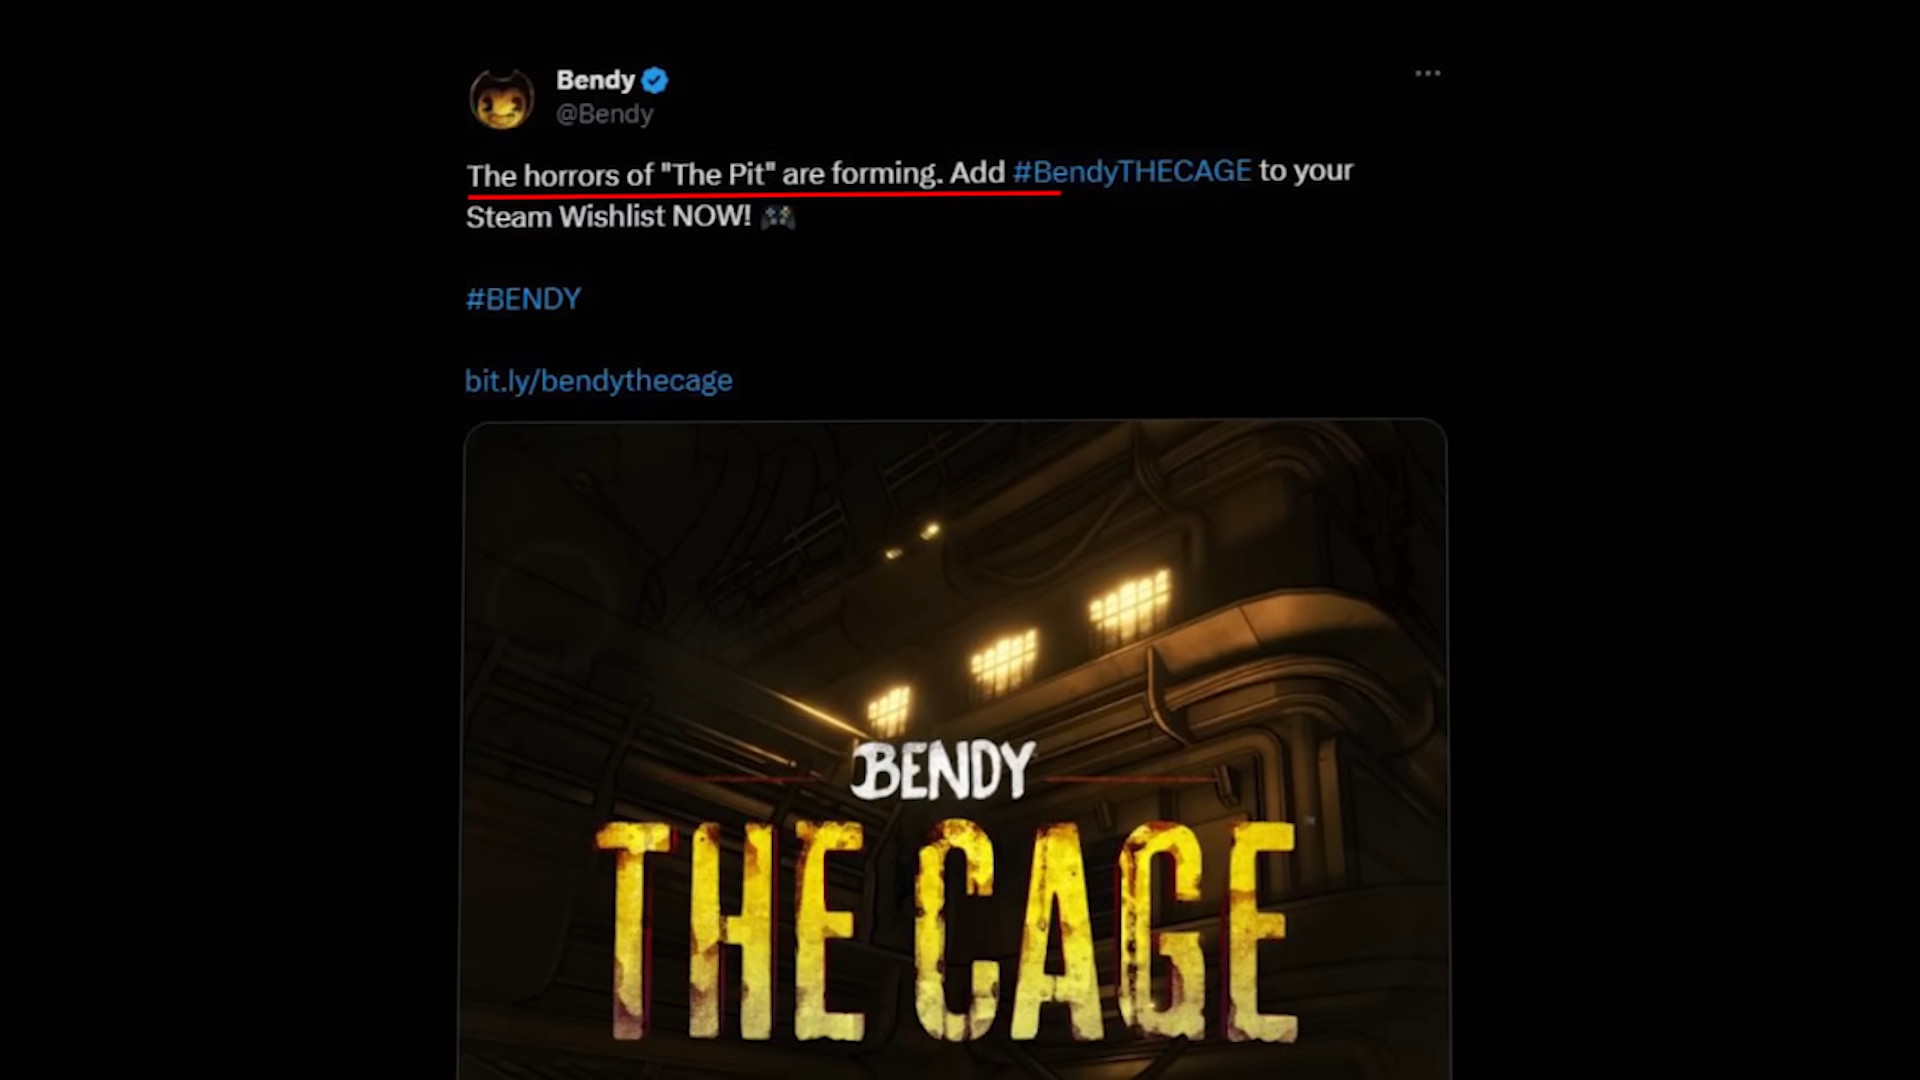 Bendy
@Bendy
The horrors of "The Pit" are forming. Add #BendyTHECAGE to your
Steam Wishlist NOW! 🎮
#BENDY
bit.ly/bendythecage
BENDY
THE CAGE